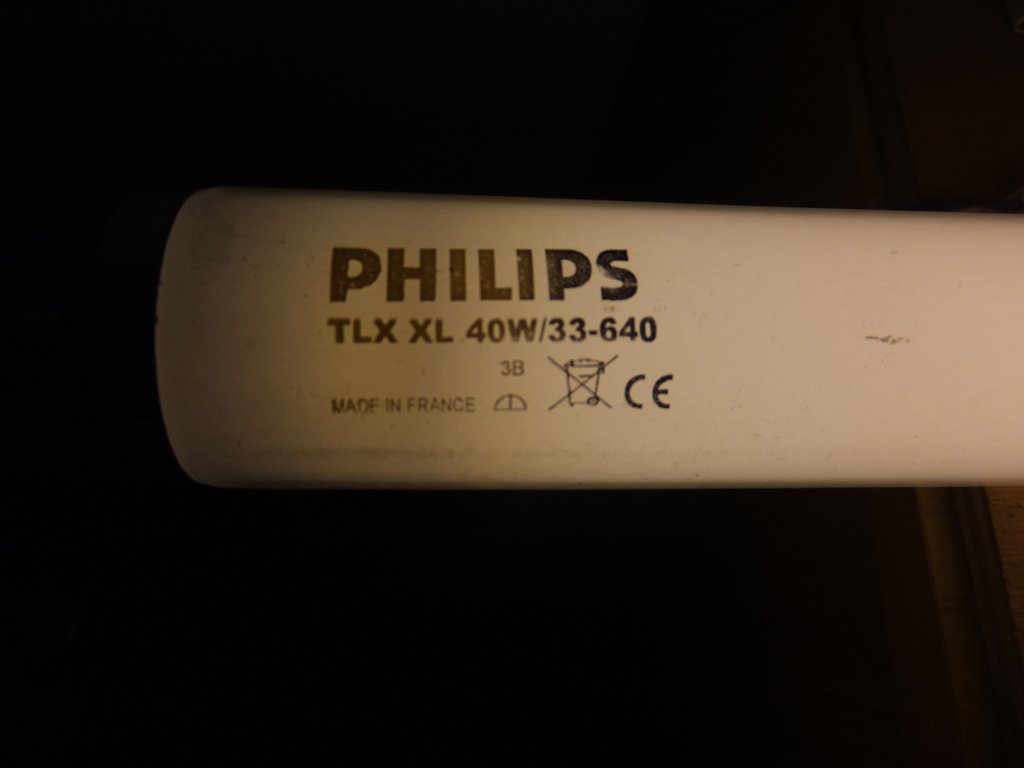 PHILIPS
TLX XL 40W/33-640
3B
MADE IN FRANCE CE